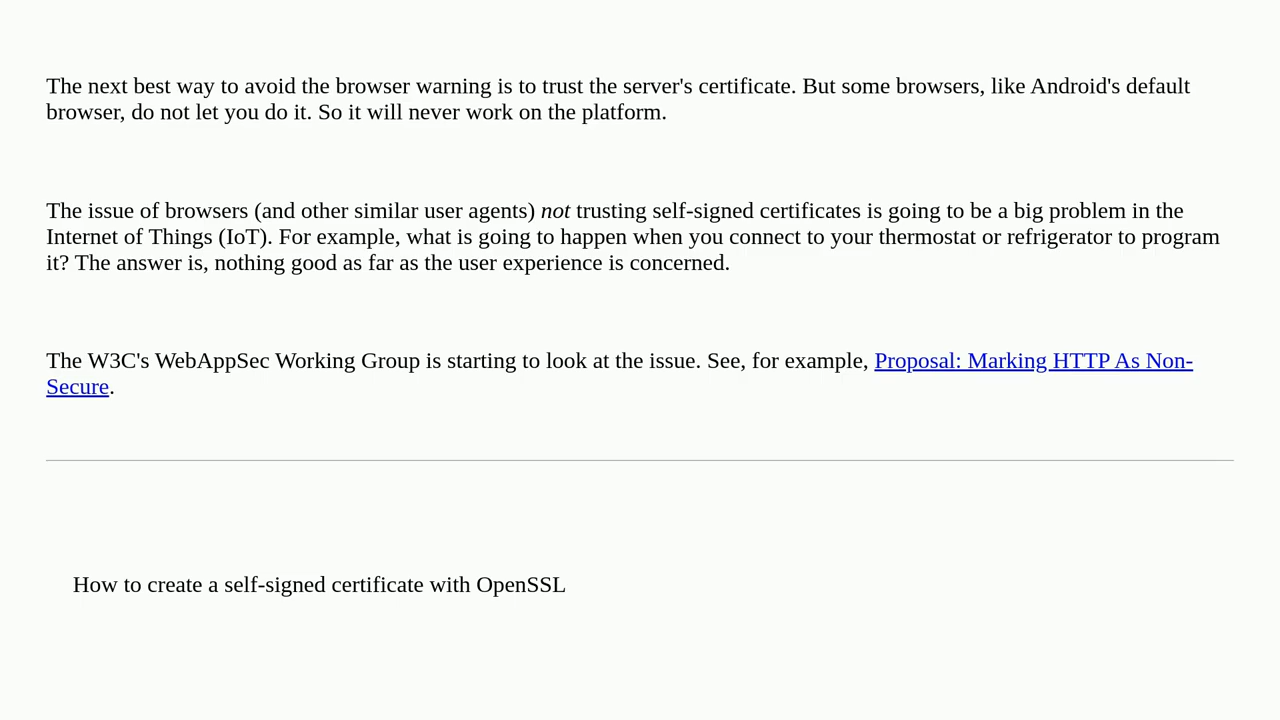 The next best way to avoid the browser warning is to trust the server's certificate. But some browsers, like Android's default
browser, do not let you do it. So it will never work on the platform.
The issue of browsers (and other similar user agents) not trusting self-signed certificates is going to be a big problem in the
Internet of Things (IoT). For example, what is going to happen when you connect to your thermostat or refrigerator to program
it? The answer is, nothing good as far as the user experience is concerned.
The W3C's WebAppSec Working Group is starting to look at the issue. See, for example, Proposal: Marking HTTP As Non-
Secure.
How to create a self-signed certificate with OpenSSL